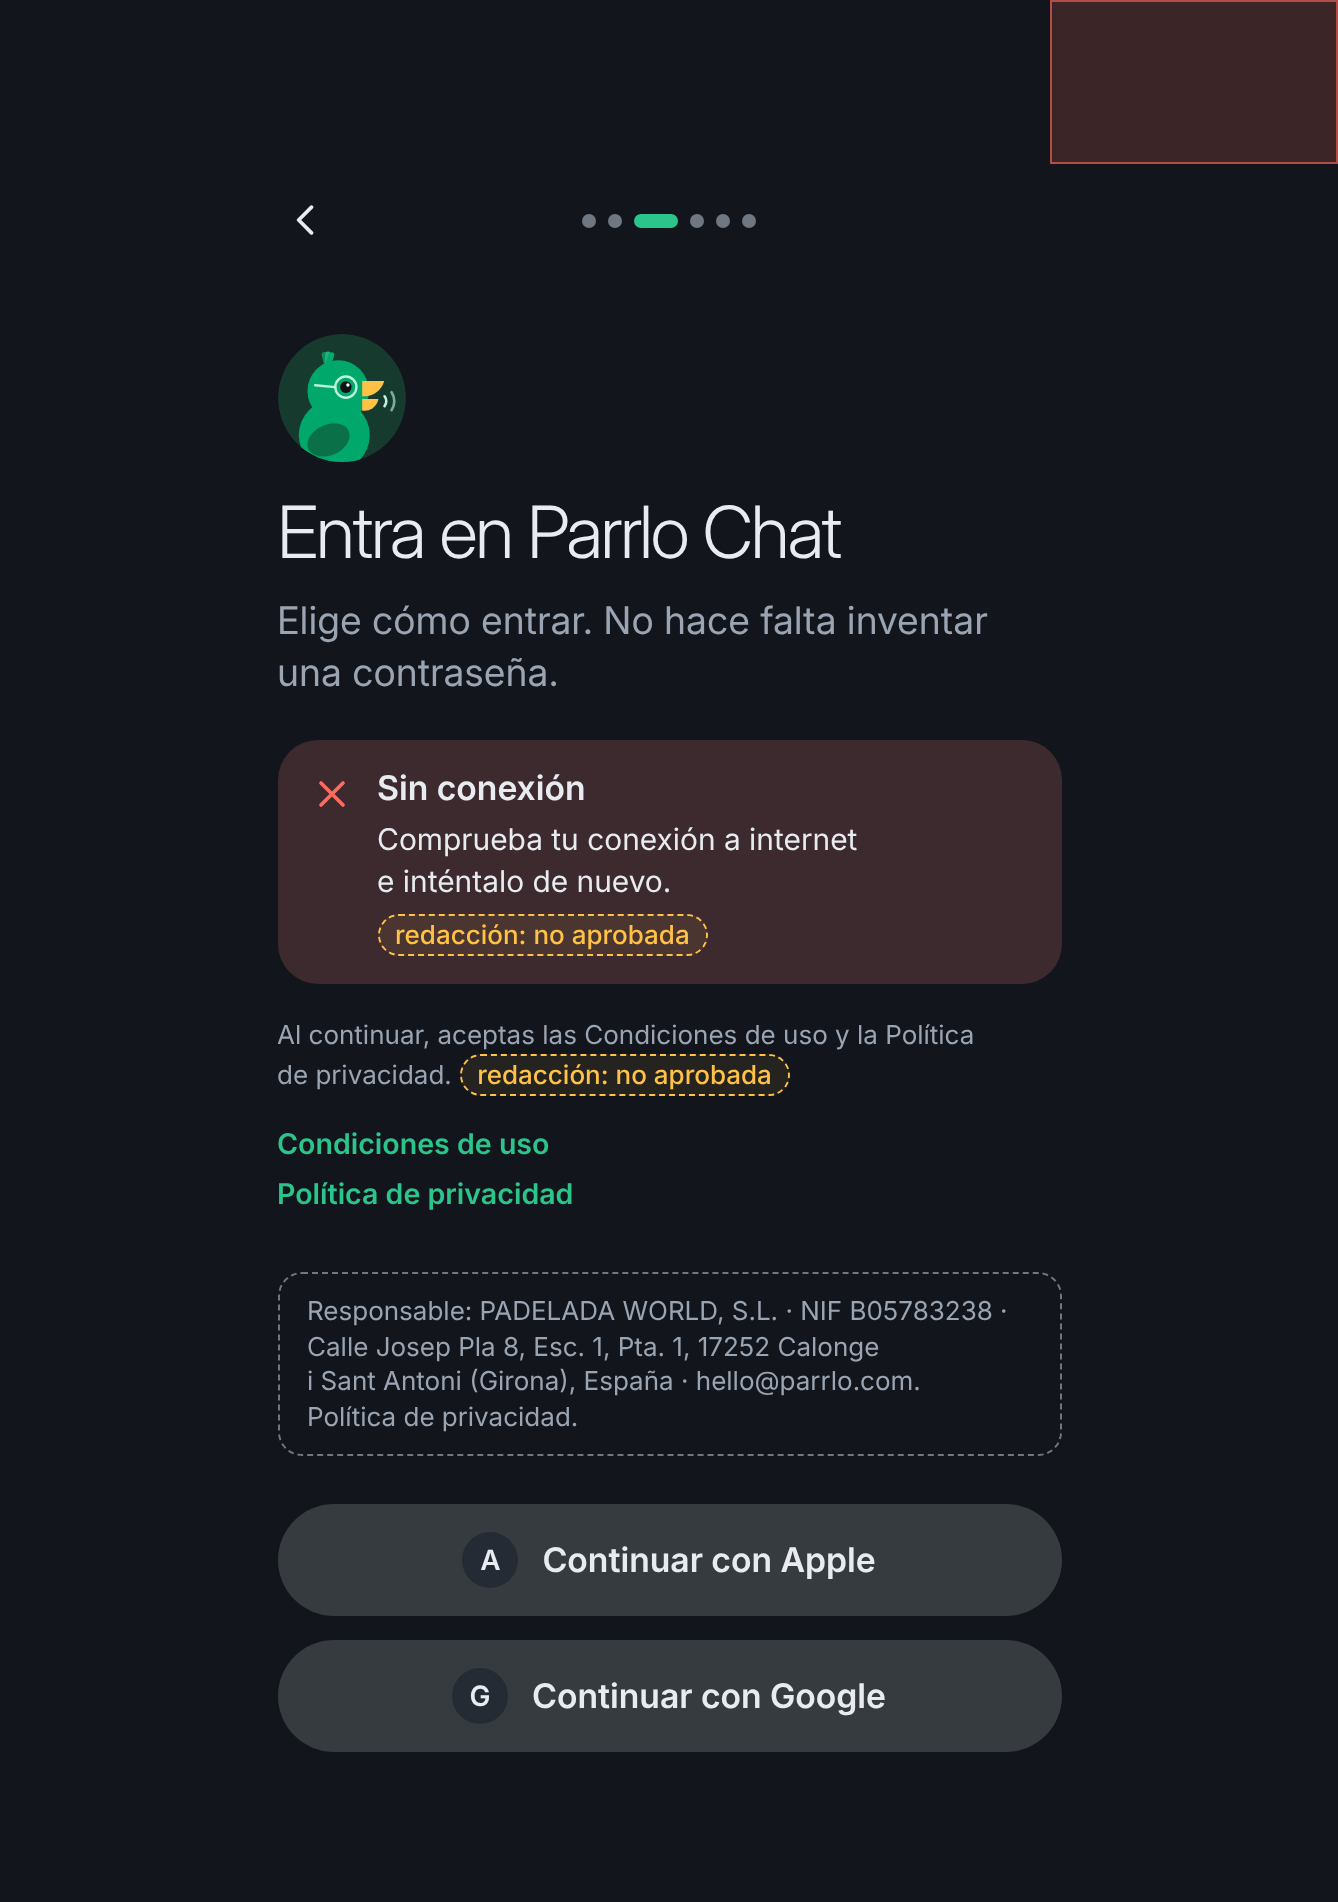 Entra en Parrlo Chat
Elige cómo entrar. No hace falta inventar
una contraseña.
Sin conexión
Comprueba tu conexión a internet
e inténtalo de nuevo.
redacción: no aprobada
Al continuar, aceptas las Condiciones de uso y la Política
de privacidad. redacción: no aprobada
Condiciones de uso
Política de privacidad
Responsable: PADELADA WORLD, S.L. · NIF B05783238 ·
Calle Josep Pla 8, Esc. 1, Pta. 1, 17252 Calonge
i Sant Antoni (Girona), España · hello@parrlo.com.
Política de privacidad.
A Continuar con Apple
G Continuar con Google